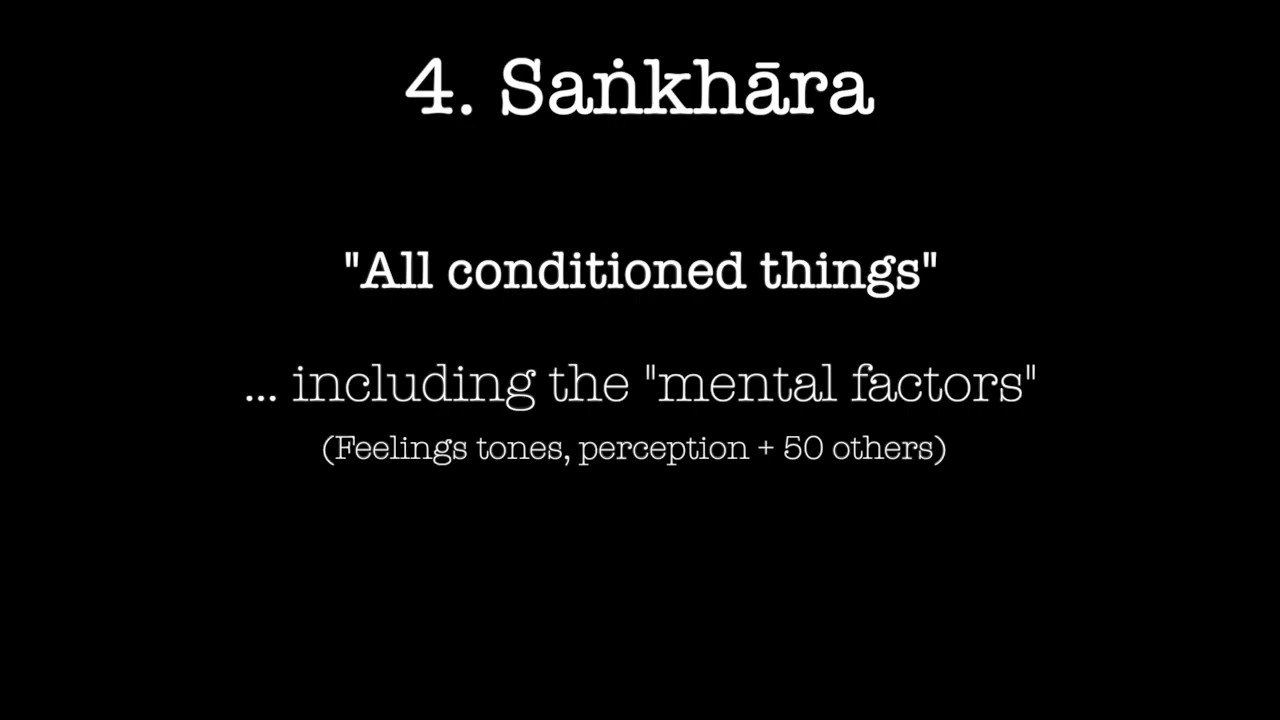 4. Saṅkhāra
"All conditioned things"
... including the "mental factors"
(Feelings tones, perception + 50 others)